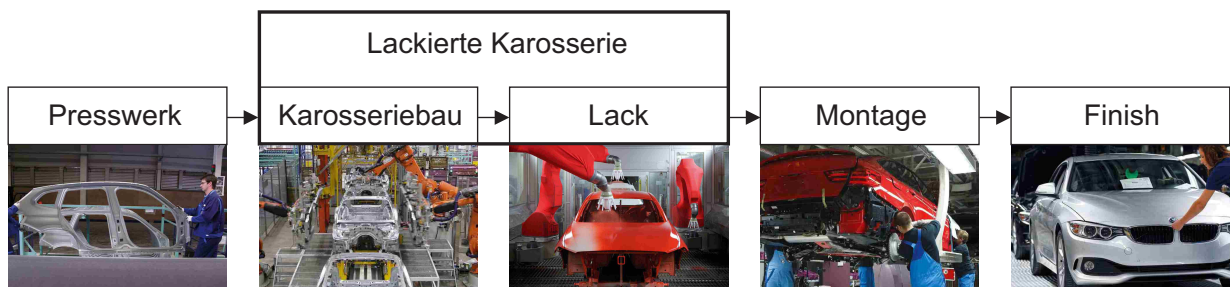 Lackierte Karosserie
Presswerk
Karosseriebau
Lack
Montage
Finish